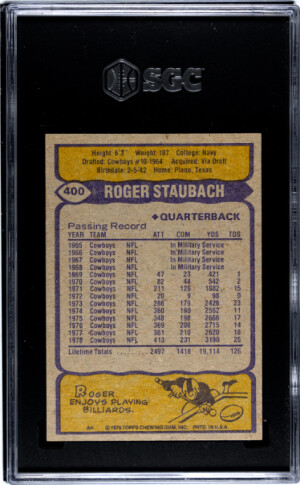 SGC
Height: 6'3 Weight: 197 College: Navy
Drafted: Cowboys #10-1964 Acquired: Via Draft
Birthdate: 2-5-42 Home: Plano, Texas
400 ROGER STAUBACH
QUARTERBACK
Passing Record
YEAR TEAM ATT COM YDS TDS
1965 Cowboys NFL In Military Service
1966 Cowboys NFL In Military Service
1967 Cowboys NFL In Military Service
1968 Cowboys NFL In Military Service
1969 Cowboys NFL 47 23 421 1
1970 Cowboys NFL 82 44 542 2
1971 Cowboys NFL 211 126 1882 15
1972 Cowboys NFL 20 9 98 0
1973 Cowboys NFL 286 179 2428 23
1974 Cowboys NFL 360 190 2552 11
1975 Cowboys NFL 348 198 2666 17
1976 Cowboys NFL 369 208 2715 14
1977 Cowboys NFL 361 210 2620 18
1978 Cowboys NFL 413 231 3190 25
Lifetime Totals 2497 1418 19,114 126
ROGER
ENJOYS PLAYING
BILLIARDS.
© 1979 TOPPS CHEWING GUM, INC. PRTD. IN U.S.A.